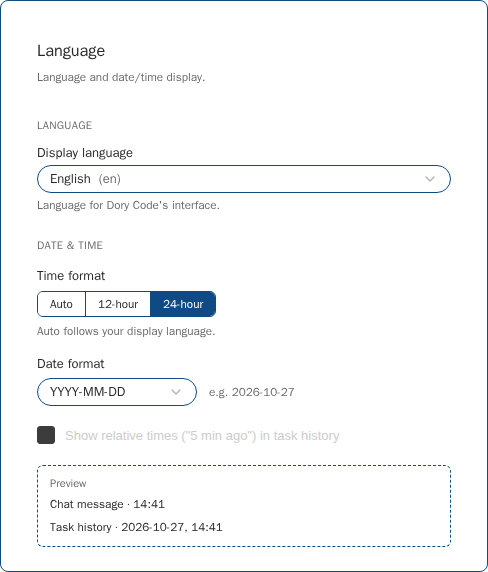 Language
Language and date/time display.
LANGUAGE
Display language
English (en)
Language for Dory Code's interface.
DATE & TIME
Time format
Auto 12-hour 24-hour
Auto follows your display language.
Date format
YYYY-MM-DD e.g. 2026-10-27
Show relative times ("5 min ago") in task history
Preview
Chat message · 14:41
Task history · 2026-10-27, 14:41